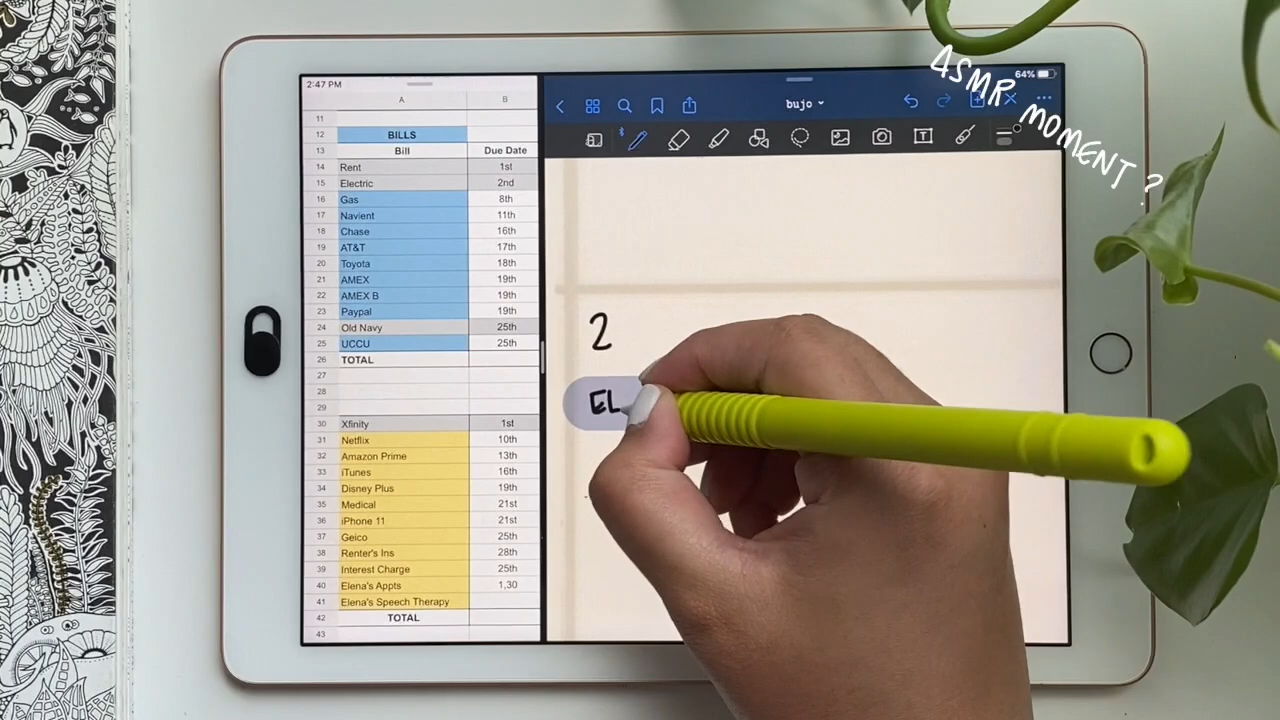 2:47 PM
A B
11
12 BILLS
13 Bill Due Date
14 Rent 1st
15 Electric 2nd
16 Gas 8th
17 Navient 11th
18 Chase 16th
19 AT&T 17th
20 Toyota 18th
21 AMEX 19th
22 AMEX B 19th
23 Paypal 19th
24 Old Navy 25th
25 UCCU 25th
26 TOTAL
27
28
29
30 Xfinity 1st
31 Netflix 10th
32 Amazon Prime 13th
33 iTunes 16th
34 Disney Plus 19th
35 Medical 21st
36 iPhone 11 21st
37 Geico 25th
38 Renter's Ins 28th
39 Interest Charge 25th
40 Elena's Appts 1,30
41 Elena's Speech Therapy
42 TOTAL
43
64%
bujo
2
EL
ASMR MOMENT?